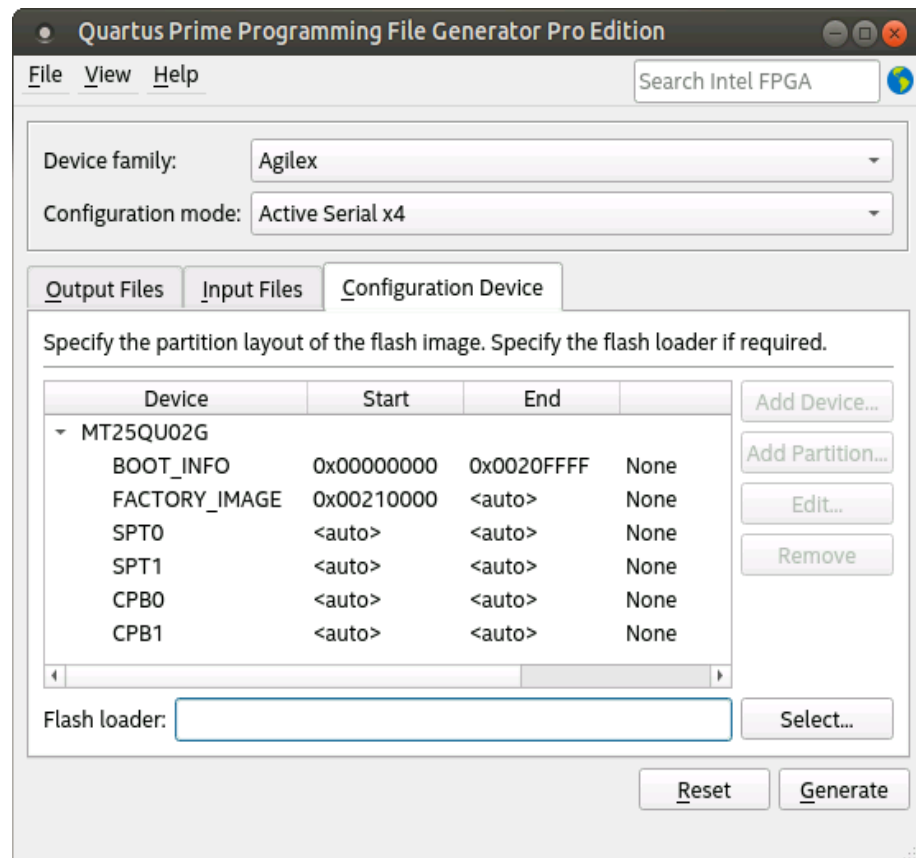 Quartus Prime Programming File Generator Pro Edition
File View Help Search Intel FPGA
Device family: Agilex
Configuration mode: Active Serial x4
Output Files Input Files Configuration Device
Specify the partition layout of the flash image. Specify the flash loader if required.
Device Start End
Add Device...
MT25QU02G
Add Partition...
BOOT_INFO 0x00000000 0x0020FFFF None
FACTORY_IMAGE 0x00210000 <auto> None
Edit...
SPT0 <auto> <auto> None
Remove
SPT1 <auto> <auto> None
CPB0 <auto> <auto> None
CPB1 <auto> <auto> None
Flash loader: Select...
Reset Generate